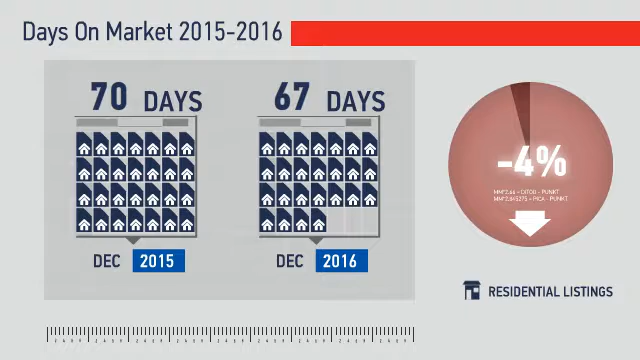 Days On Market 2015-2016
70 DAYS
67 DAYS
DEC 2015
DEC 2016
-4%
RESIDENTIAL LISTINGS